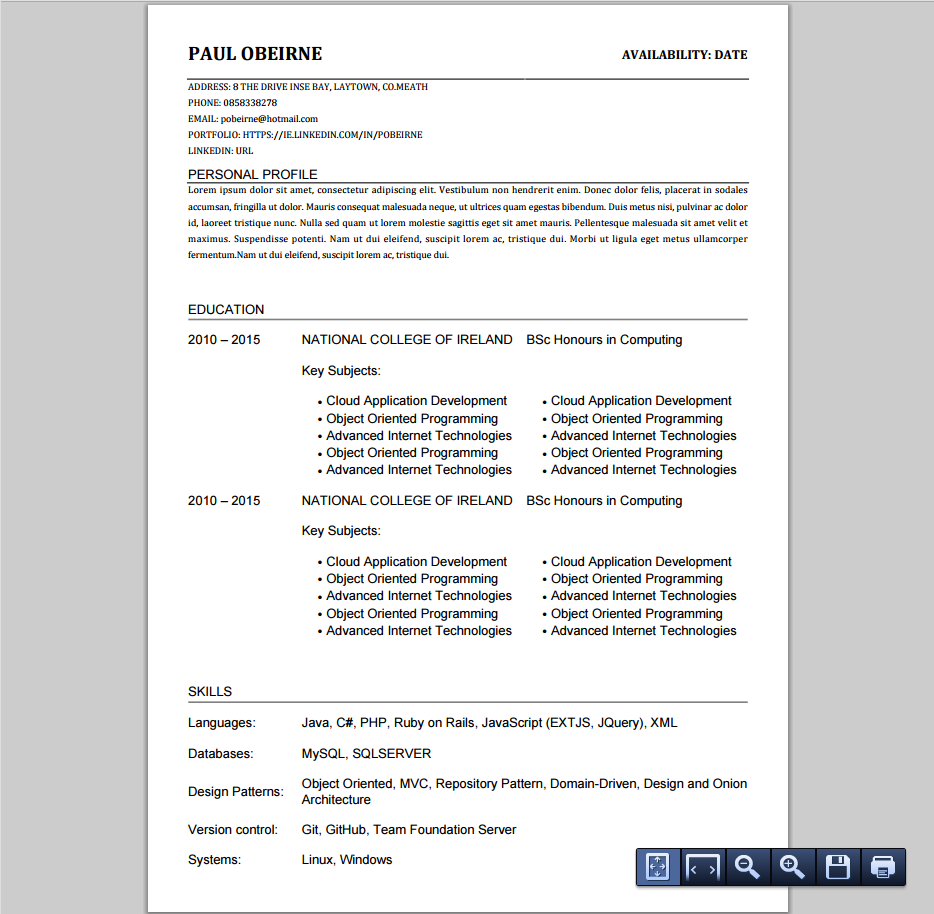 PAUL OBEIRNE AVAILABILITY: DATE
ADDRESS: 8 THE DRIVE INSE BAY, LAYTOWN, CO.MEATH
PHONE: 0858338278
EMAIL: pobeirne@hotmail.com
PORTFOLIO: HTTPS://IE.LINKEDIN.COM/IN/POBEIRNE
LINKEDIN: URL
PERSONAL PROFILE
Lorem ipsum dolor sit amet, consectetur adipiscing elit. Vestibulum non hendrerit enim. Donec dolor felis, placerat in sodales
accumsan, fringilla ut dolor. Mauris consequat malesuada neque, ut ultrices quam egestas bibendum. Duis metus nisi, pulvinar ac dolor
id, laoreet tristique nunc. Nulla sed quam ut lorem molestie sagittis eget sit amet mauris. Pellentesque malesuada sit amet velit et
maximus. Suspendisse potenti. Nam ut dui eleifend, suscipit lorem ac, tristique dui. Morbi ut ligula eget metus ullamcorper
fermentum.Nam ut dui eleifend, suscipit lorem ac, tristique dui.
EDUCATION
2010 – 2015 NATIONAL COLLEGE OF IRELAND BSc Honours in Computing
Key Subjects:
• Cloud Application Development • Cloud Application Development
• Object Oriented Programming • Object Oriented Programming
• Advanced Internet Technologies • Advanced Internet Technologies
• Object Oriented Programming • Object Oriented Programming
• Advanced Internet Technologies • Advanced Internet Technologies
2010 – 2015 NATIONAL COLLEGE OF IRELAND BSc Honours in Computing
Key Subjects:
• Cloud Application Development • Cloud Application Development
• Object Oriented Programming • Object Oriented Programming
• Advanced Internet Technologies • Advanced Internet Technologies
• Object Oriented Programming • Object Oriented Programming
• Advanced Internet Technologies • Advanced Internet Technologies
SKILLS
Languages: Java, C#, PHP, Ruby on Rails, JavaScript (EXTJS, JQuery), XML
Databases: MySQL, SQLSERVER
Design Patterns: Object Oriented, MVC, Repository Pattern, Domain-Driven, Design and Onion
Architecture
Version control: Git, GitHub, Team Foundation Server
Systems: Linux, Windows